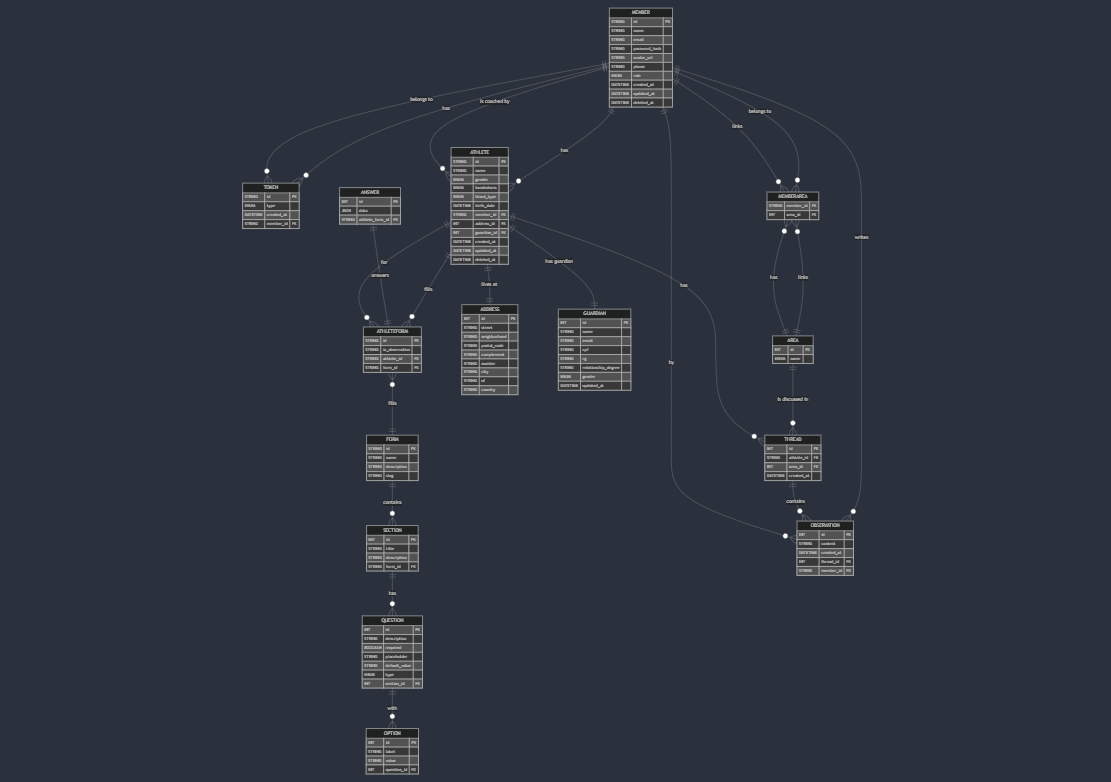 MEMBER
STRING id PK
STRING name
STRING email
STRING password_hash
STRING avatar_url
STRING phone
ENUM role
DATETIME created_at
DATETIME updated_at
DATETIME deleted_at
belongs to
has
is coached by
has
links
belongs to
ATHLETE
STRING id PK
STRING name
ENUM gender
ENUM handedness
ENUM blood_type
DATETIME birth_date
STRING member_id FK
INT address_id FK
INT guardian_id FK
DATETIME created_at
DATETIME updated_at
DATETIME deleted_at
TOKEN
STRING id PK
ENUM type
DATETIME created_at
STRING member_id FK
ANSWER
INT id PK
JSON data
STRING athlete_form_id FK
MEMBERAREA
STRING member_id FK
INT area_id FK
writes
for
answers
fills
lives at
has guardian
has
has
links
ADDRESS
INT id PK
STRING street
STRING neighborhood
STRING postal_code
STRING complement
STRING number
STRING city
STRING uf
STRING country
GUARDIAN
INT id PK
STRING name
STRING email
STRING cpf
STRING rg
STRING relationship_degree
ENUM gender
DATETIME updated_at
ATHLETEFORM
STRING id PK
STRING is_observation
STRING athlete_id FK
STRING form_id FK
AREA
INT id PK
ENUM name
by
fills
is discussed in
FORM
STRING id PK
STRING name
STRING description
STRING slug
THREAD
INT id PK
STRING athlete_id FK
INT area_id FK
DATETIME created_at
contains
contains
SECTION
INT id PK
STRING title
STRING description
STRING form_id FK
OBSERVATION
INT id PK
STRING content
DATETIME created_at
INT thread_id FK
STRING member_id FK
has
QUESTION
INT id PK
STRING description
BOOLEAN required
STRING placeholder
STRING default_value
ENUM type
INT section_id FK
with
OPTION
INT id PK
STRING label
STRING value
INT question_id FK